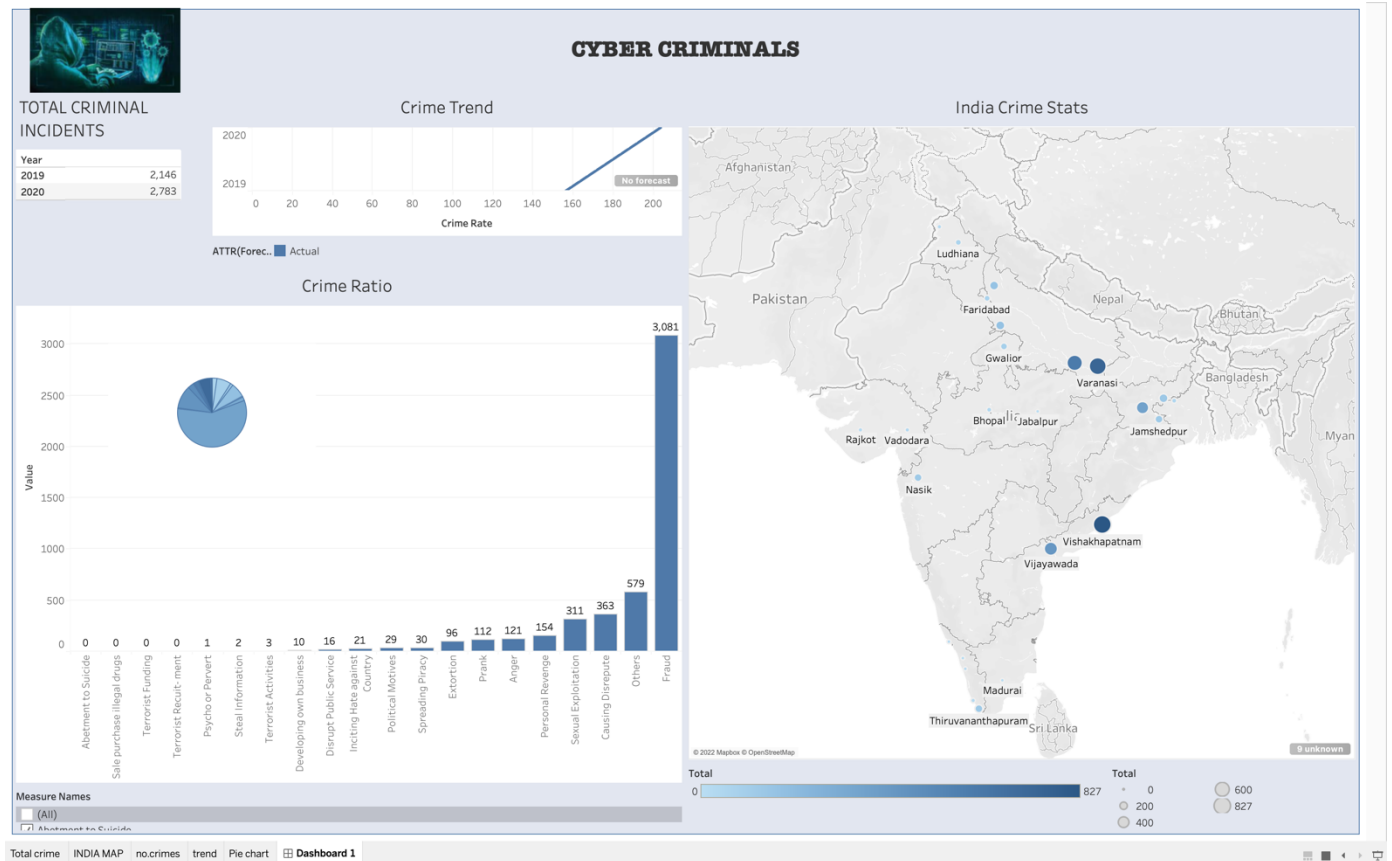 CYBER CRIMINALS
TOTAL CRIMINAL
INCIDENTS
Year
2019 2,146
2020 2,783
Crime Trend
2020
2019
No forecast
0 20 40 60 80 100 120 140 160 180 200
Crime Rate
ATTR(Forec.. Actual
Crime Ratio
3000
2500
2000
1500
1000
500
0
Value
0 0 0 0 1 2 3 10 16 21 29 30 96 112 121 154 311 363 579 3,081
Abetment to Suicide
Sale purchase illegal drugs
Terrorist Funding
Terrorist Recuit- ment
Psycho or Pervert
Steal Information
Terrorist Activities
Developing own business
Disrupt Public Service
Inciting Hate against
Country
Political Motives
Spreading Piracy
Extortion
Prank
Anger
Personal Revenge
Sexual Exploitation
Causing Disrepute
Others
Fraud
Measure Names
(All)
Abetment to Suicide
India Crime Stats
Afghanistan
Ludhiana
Pakistan
Faridabad
Nepal
Bhutan
Gwalior
Varanasi
Bangladesh
Bhopal
Jabalpur
Jamshedpur
Myan
Rajkot
Vadodara
Nasik
Vishakhapatnam
Vijayawada
Madurai
Thiruvananthapuram
Sri Lanka
© 2022 Mapbox © OpenStreetMap
9 unknown
Total
0 827
Total
0
200
400
600
827
Total crime INDIA MAP no.crimes trend Pie chart Dashboard 1